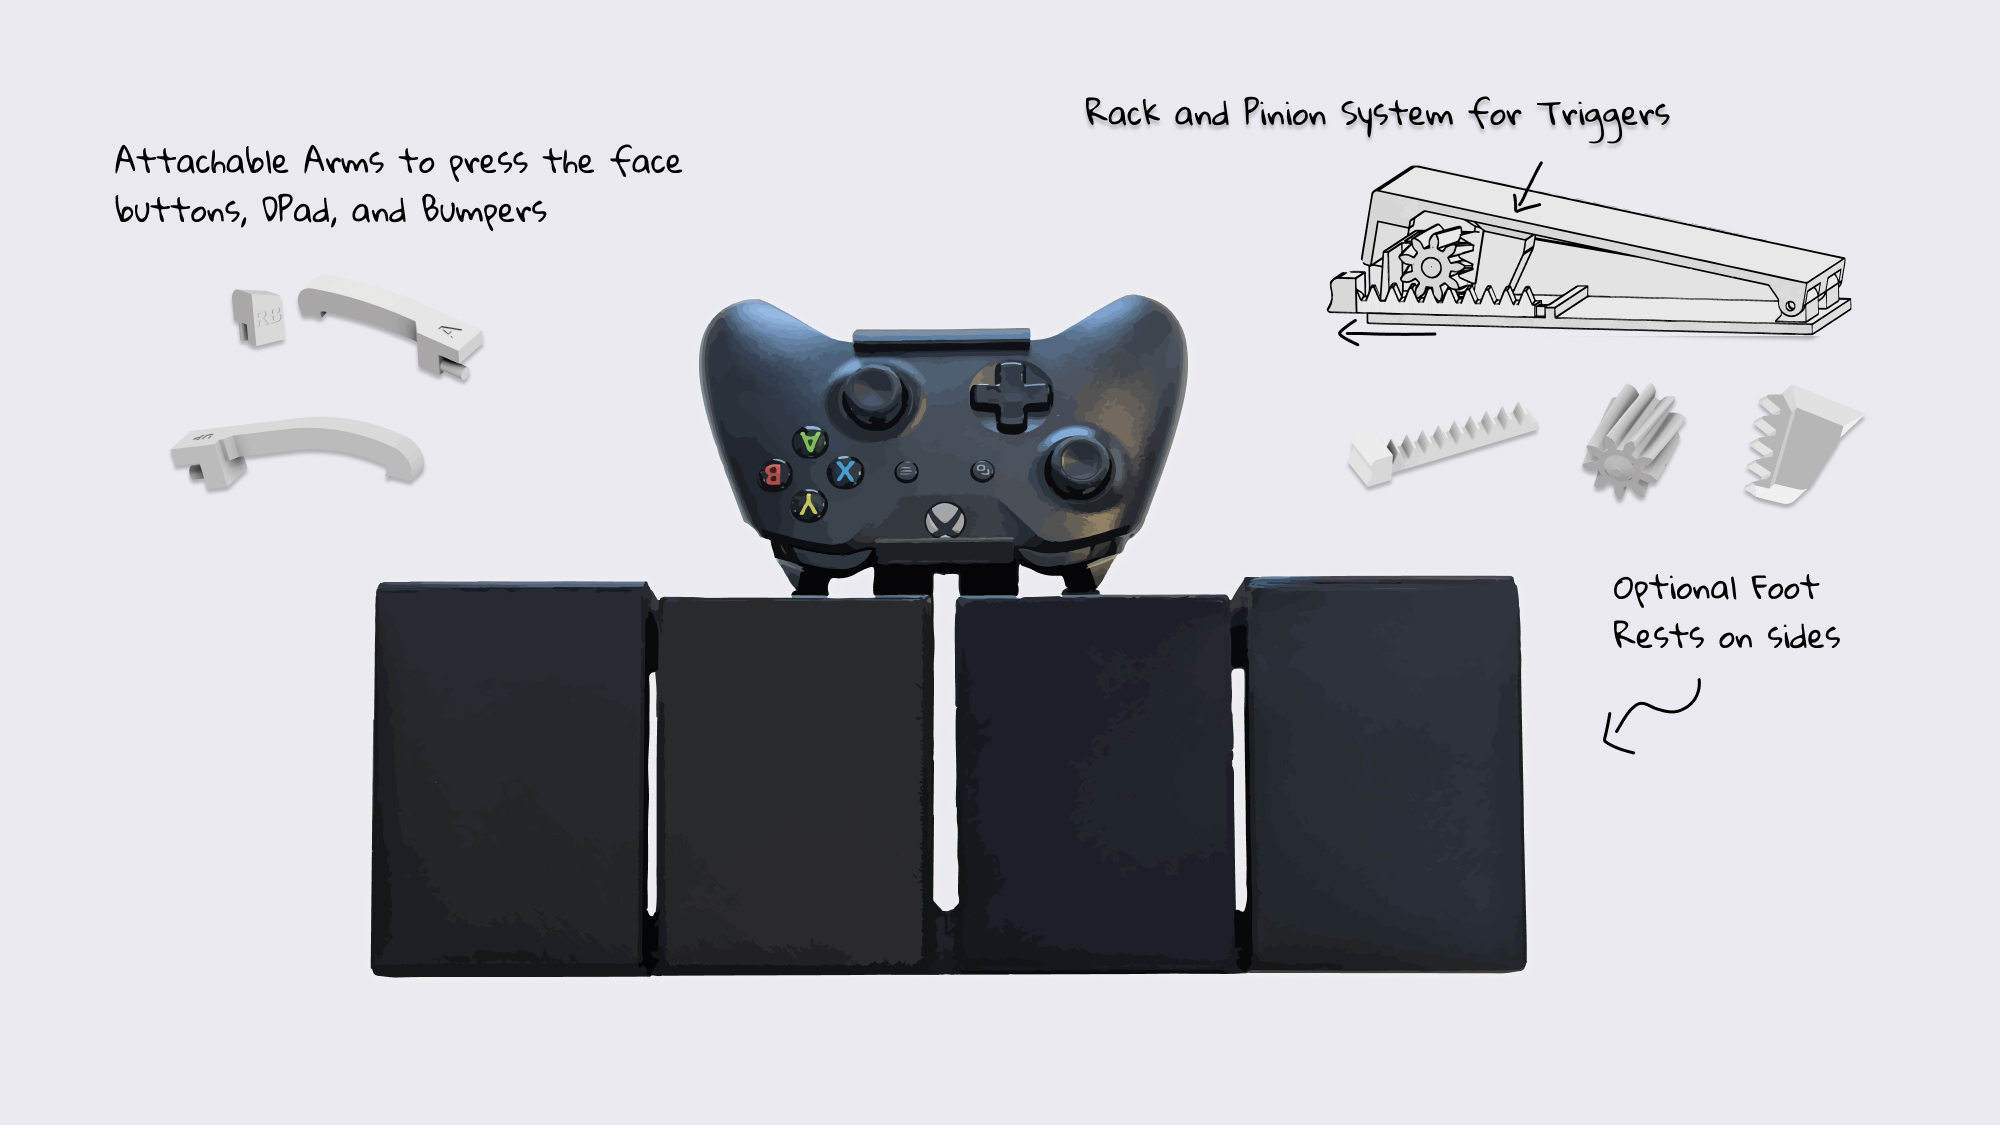 Rack and Pinion System for Triggers
Attachable Arms to press the face
buttons, DPad, and Bumpers
RB
A
UP
A
B
X
Y
Optional Foot
Rests on sides